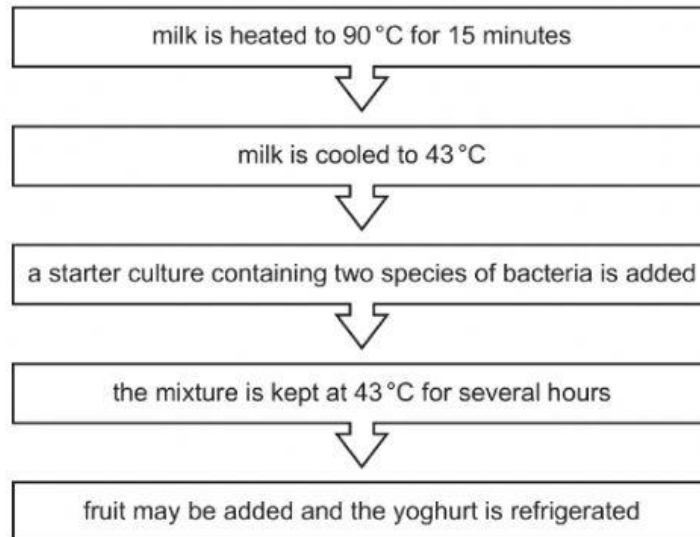 milk is heated to 90 °C for 15 minutes
milk is cooled to 43 °C
a starter culture containing two species of bacteria is added
the mixture is kept at 43 °C for several hours
fruit may be added and the yoghurt is refrigerated